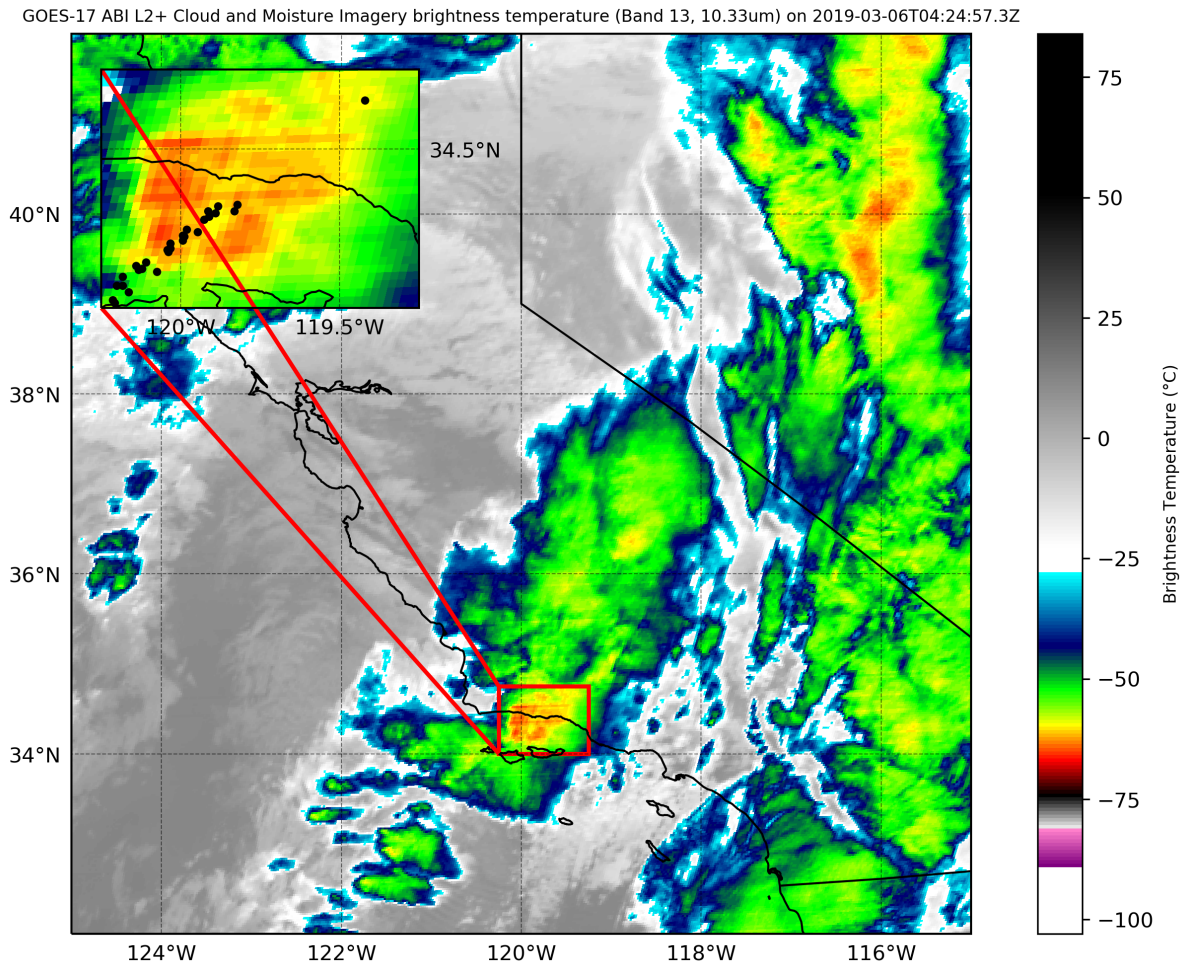 GOES-17 ABI L2+ Cloud and Moisture Imagery brightness temperature (Band 13, 10.33um) on 2019-03-06T04:24:57.3Z
34.5°N
120°W
119.5°W
40°N
38°N
36°N
34°N
124°W
122°W
120°W
118°W
116°W
75
50
25
0
−25
−50
−75
−100
Brightness Temperature (°C)